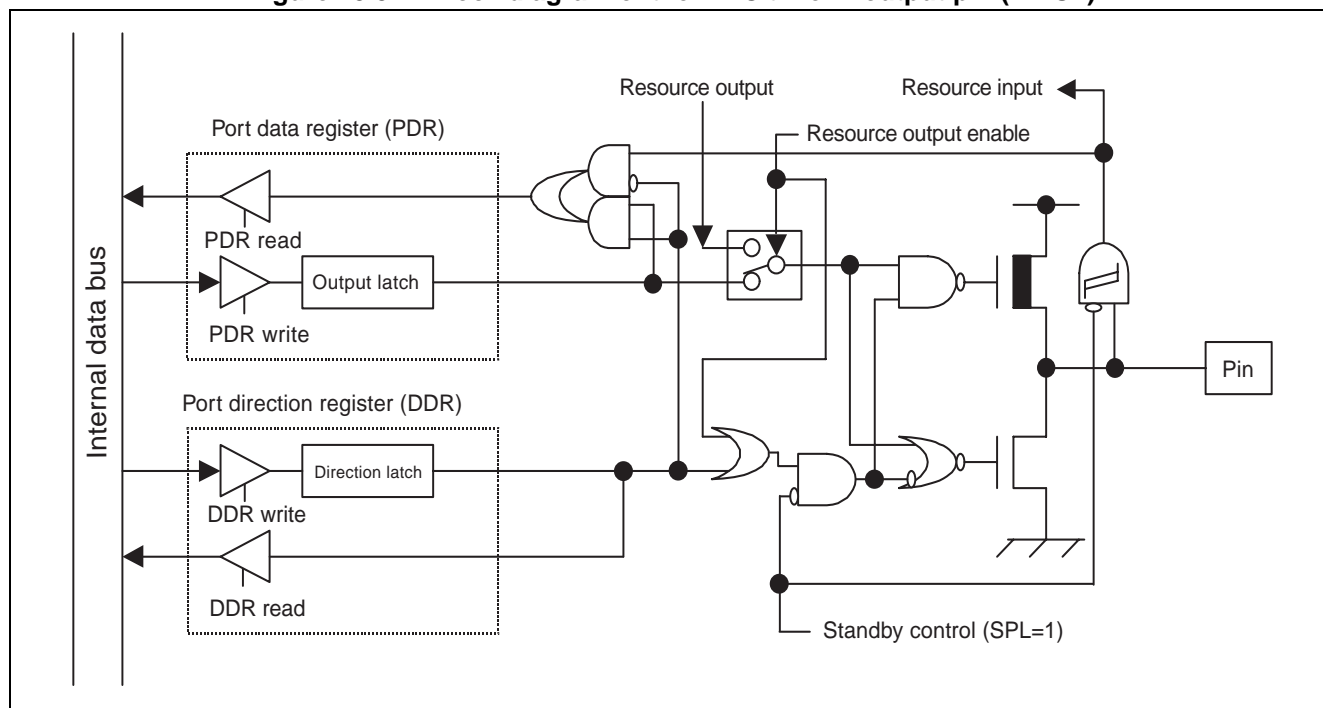 Resource output
Resource input
Port data register (PDR)
Resource output enable
PDR read
Output latch
PDR write
Internal data bus
Pin
Port direction register (DDR)
Direction latch
DDR write
DDR read
Standby control (SPL=1)